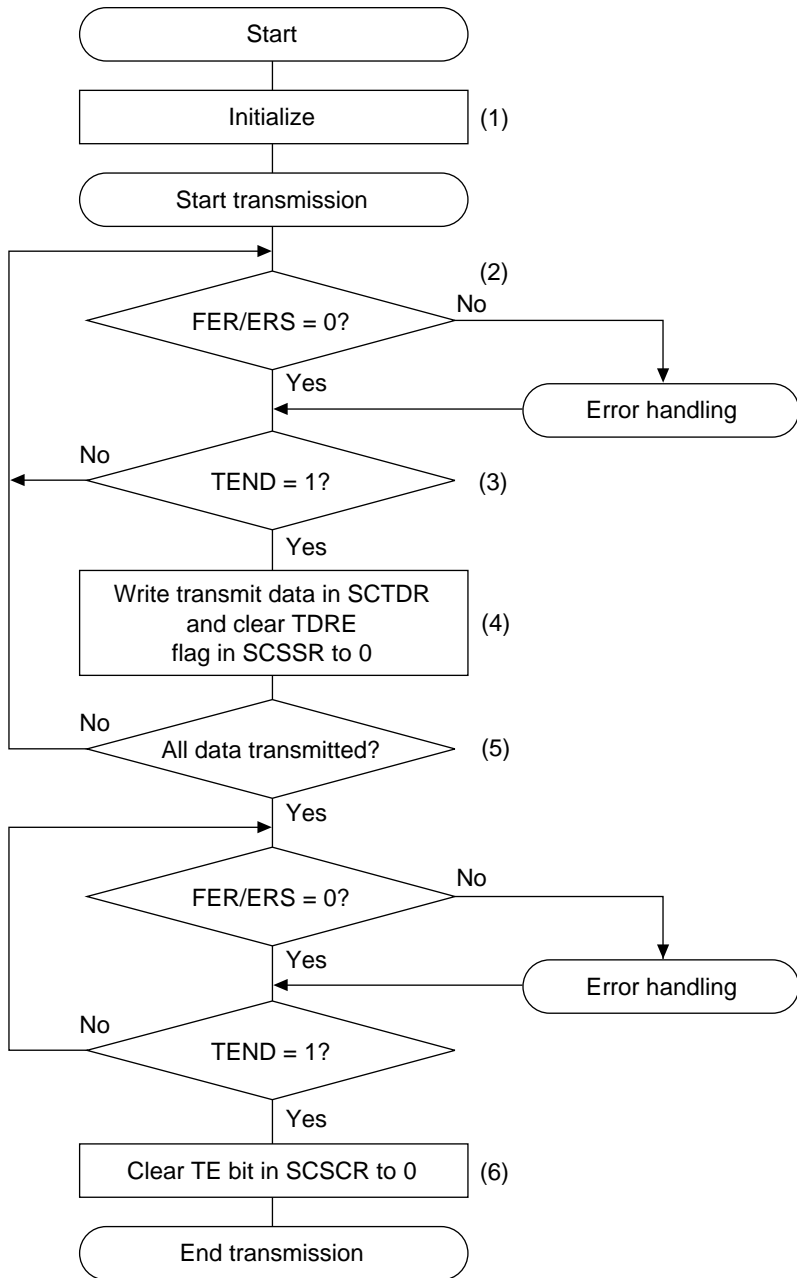 Start
Initialize
(1)
Start transmission
(2)
FER/ERS = 0?
No
Yes
Error handling
No
TEND = 1?
(3)
Yes
Write transmit data in SCTDR
and clear TDRE
flag in SCSSR to 0
(4)
No
All data transmitted?
(5)
Yes
FER/ERS = 0?
No
Yes
Error handling
No
TEND = 1?
Yes
Clear TE bit in SCSCR to 0
(6)
End transmission